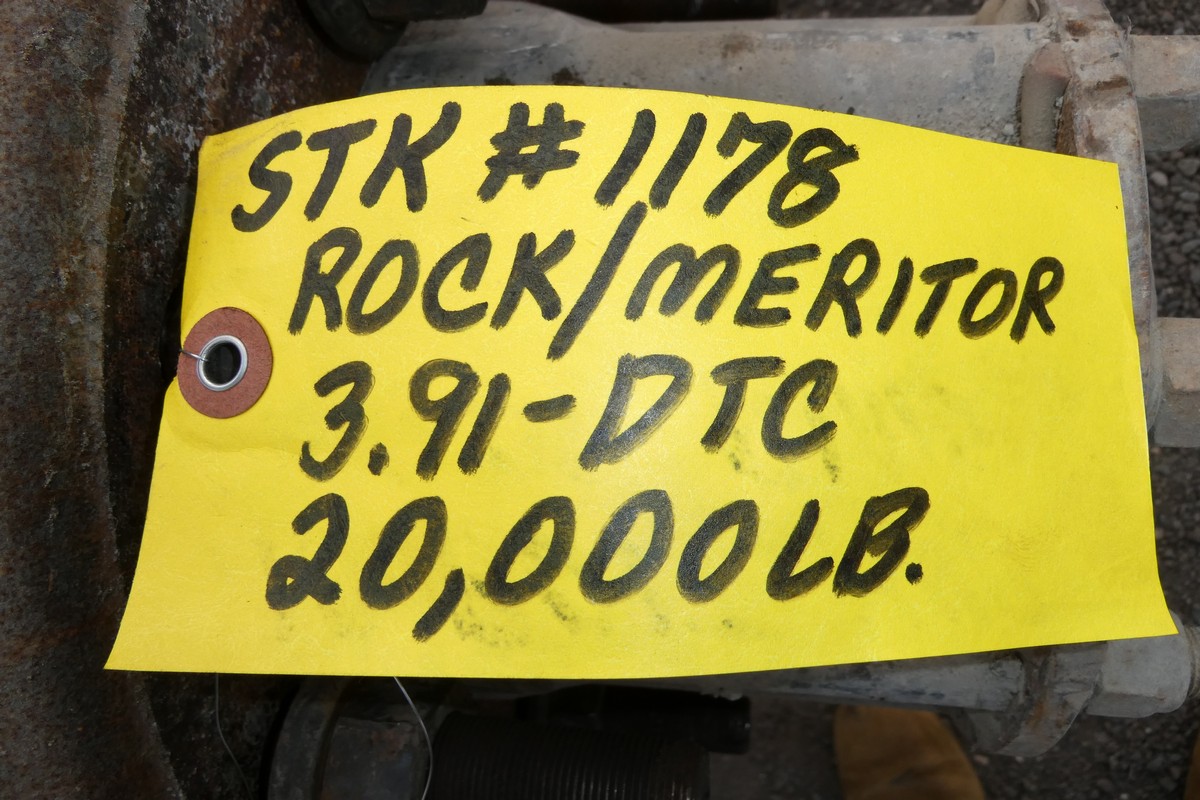 STK #1178
ROCK/MERITOR
3.91-DTC
20,000LB.